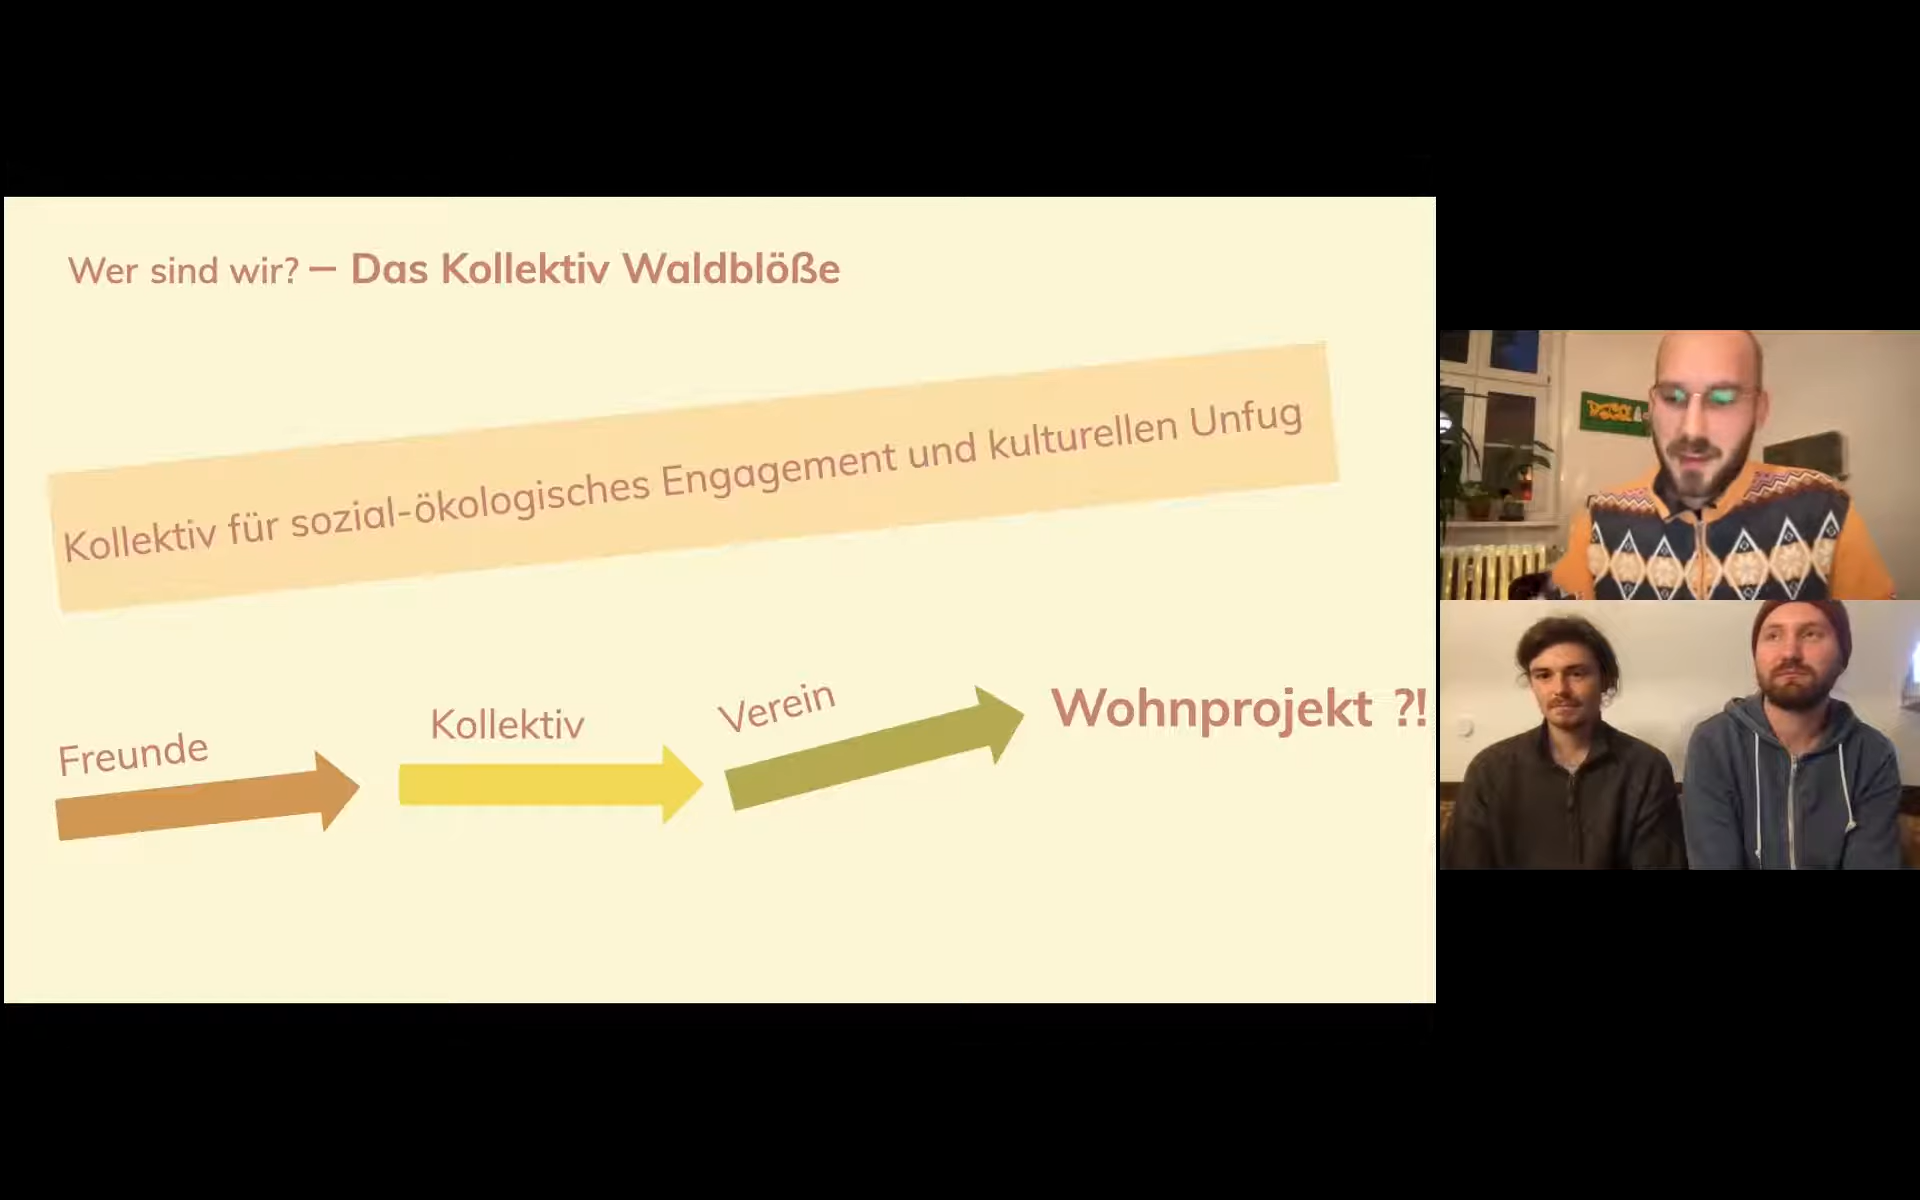 Wer sind wir? – Das Kollektiv Waldblöße
Kollektiv für sozial-ökologisches Engagement und kulturellen Unfug
Freunde
Kollektiv
Verein
Wohnprojekt ?!